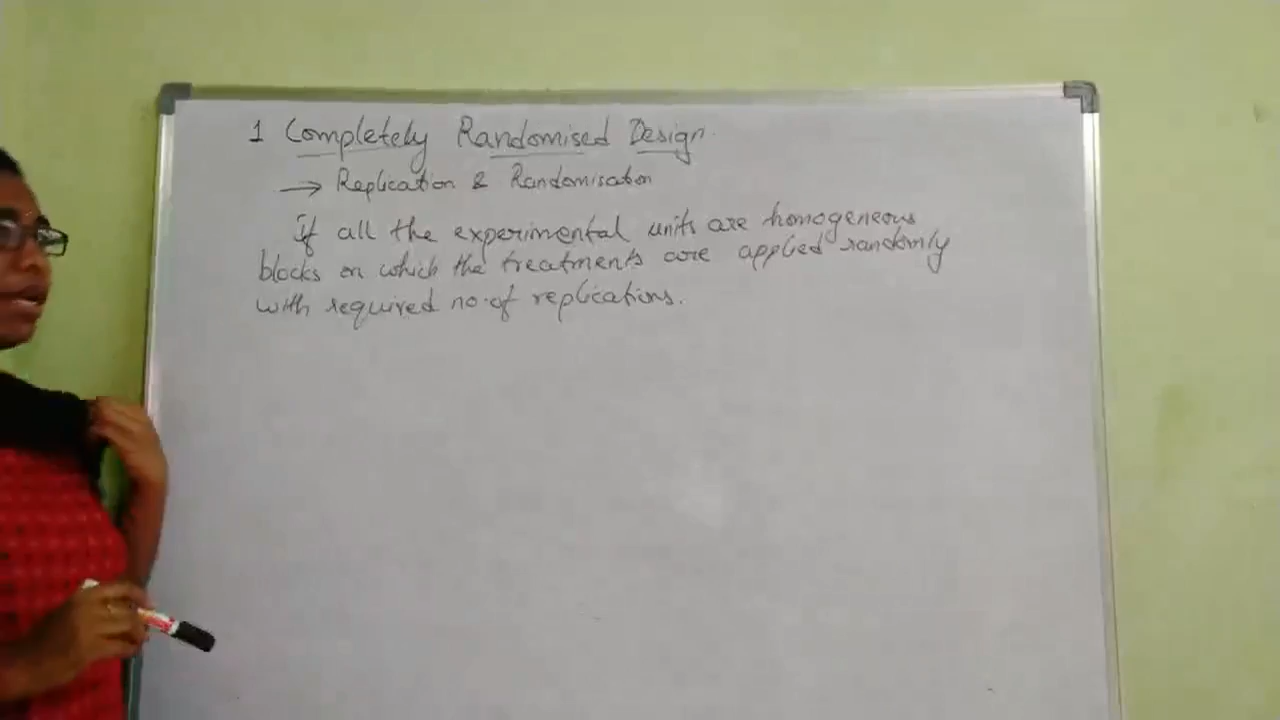 1 Completely Randomised Design.
→ Replication & Randomisation
If all the experimental units are homogeneous
blocks on which the treatments are applied randomly
with required no. of replications.